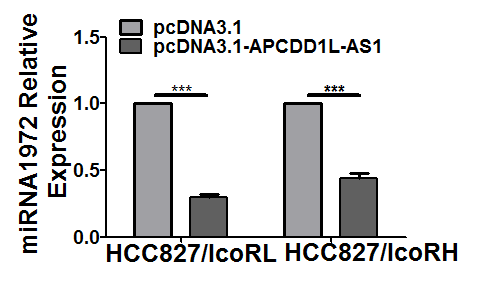 pcDNA3.1
pcDNA3.1-APCDD1L-AS1
miRNA1972 Relative
Expression
1.5
1.0
0.5
0.0
***
***
HCC827/IcoRL
HCC827/IcoRH